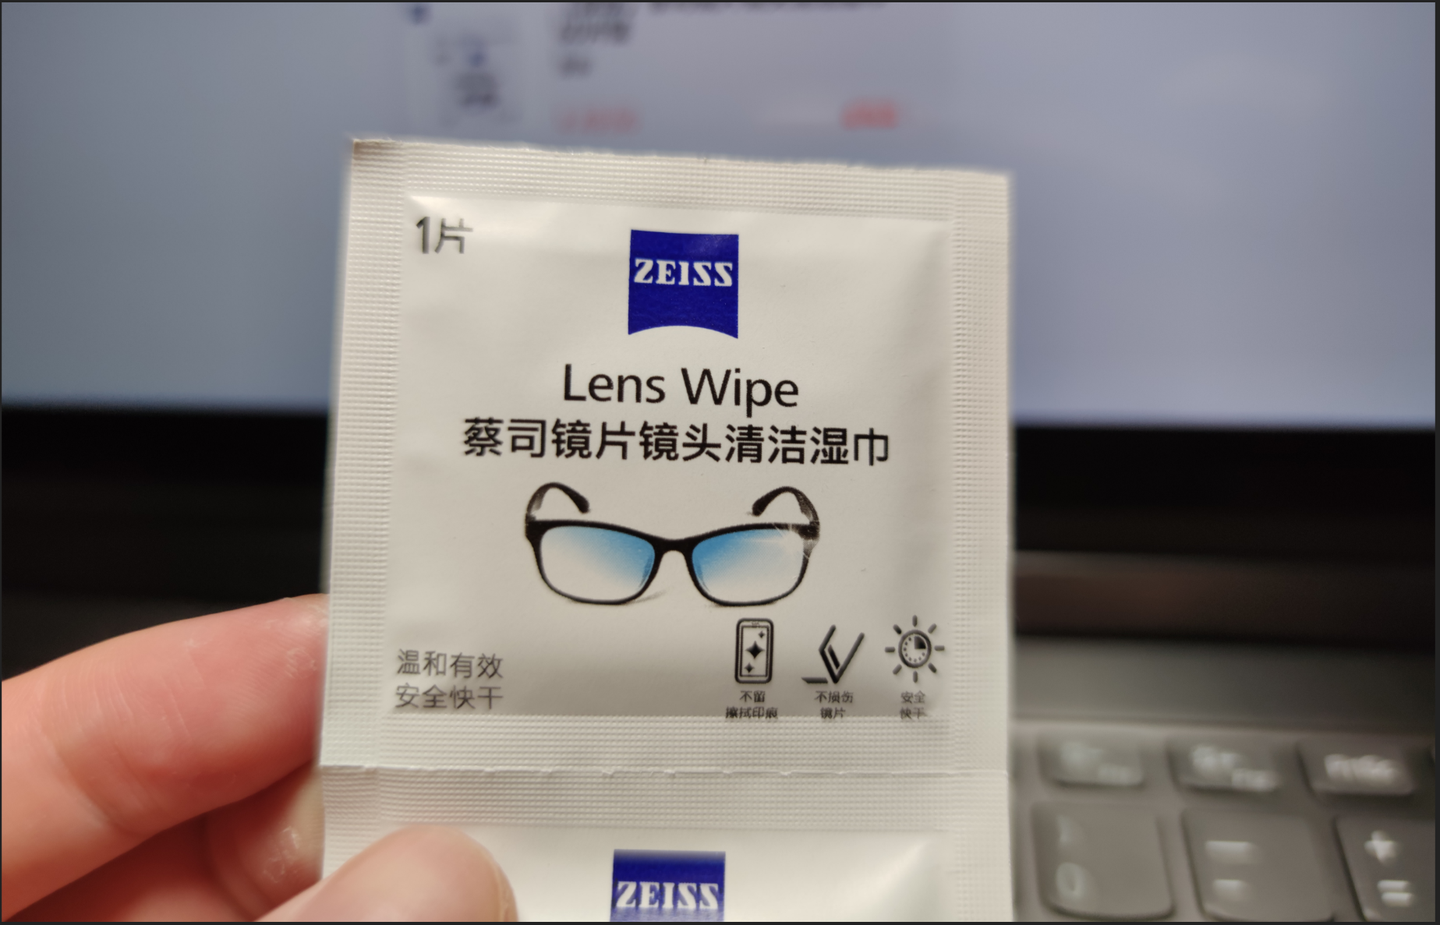 1片
ZEISS
Lens Wipe
蔡司镜片镜头清洁湿巾
温和有效
安全快干
不留
擦拭印痕
不损伤
镜片
安全
快干
ZEISS